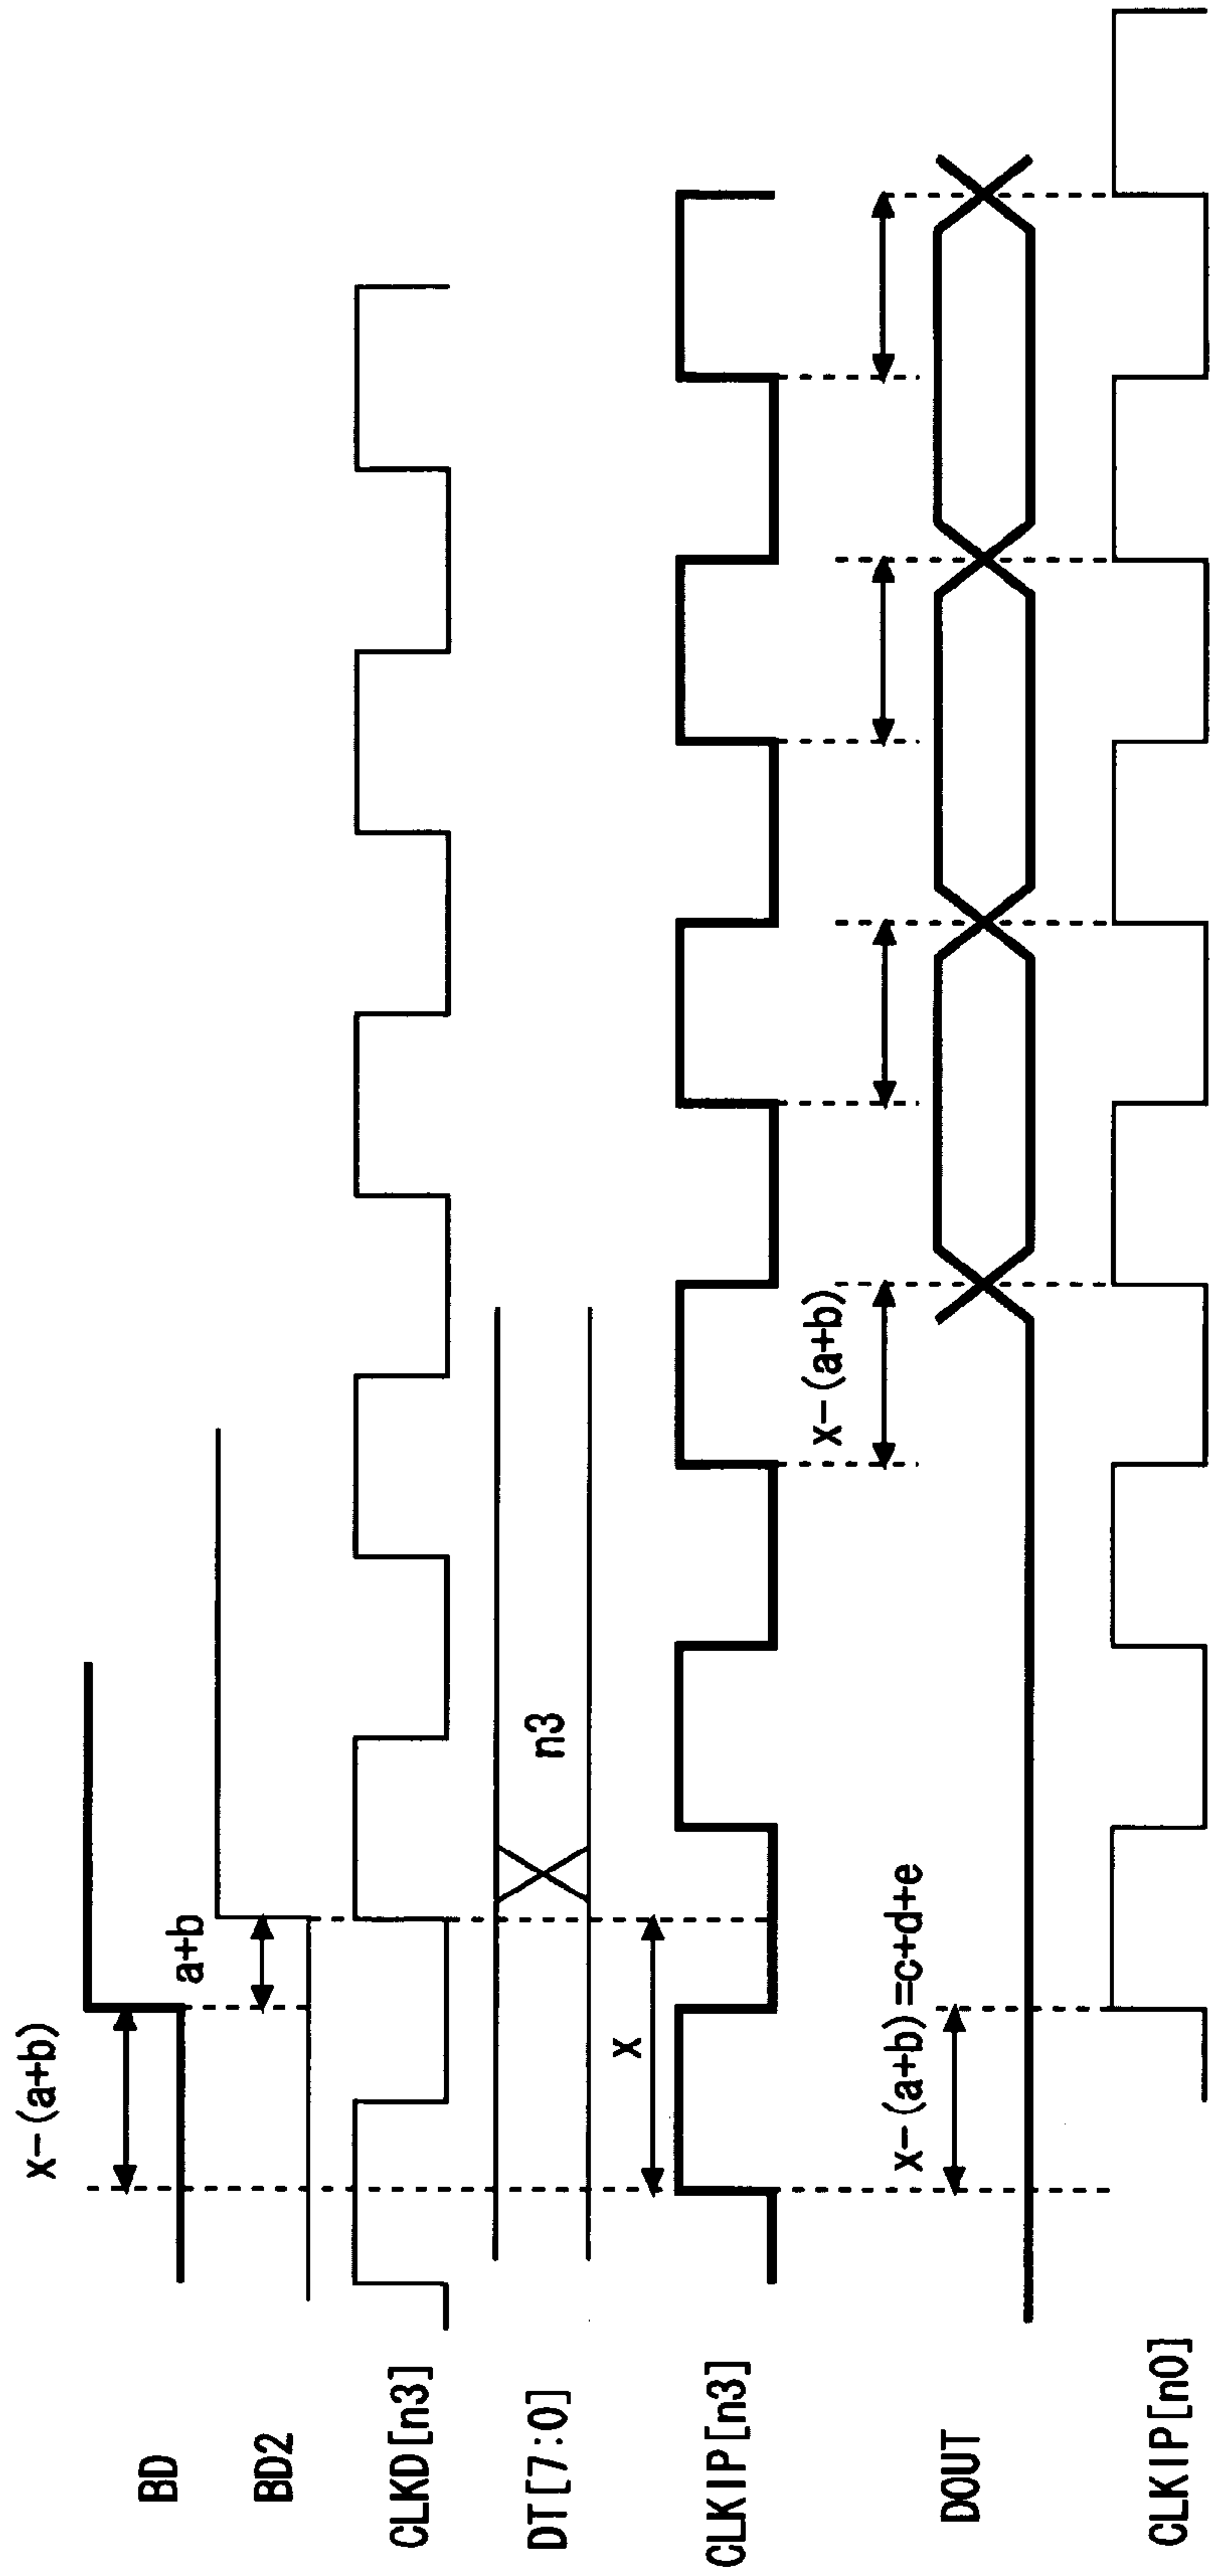 x-(a+b)
BD
a+b
BD2
CLKD[n3]
n3
DT[7:0]
x
CLKIP[n3]
x-(a+b)
x-(a+b)=c+d+e
DOUT
CLKIP[n0]